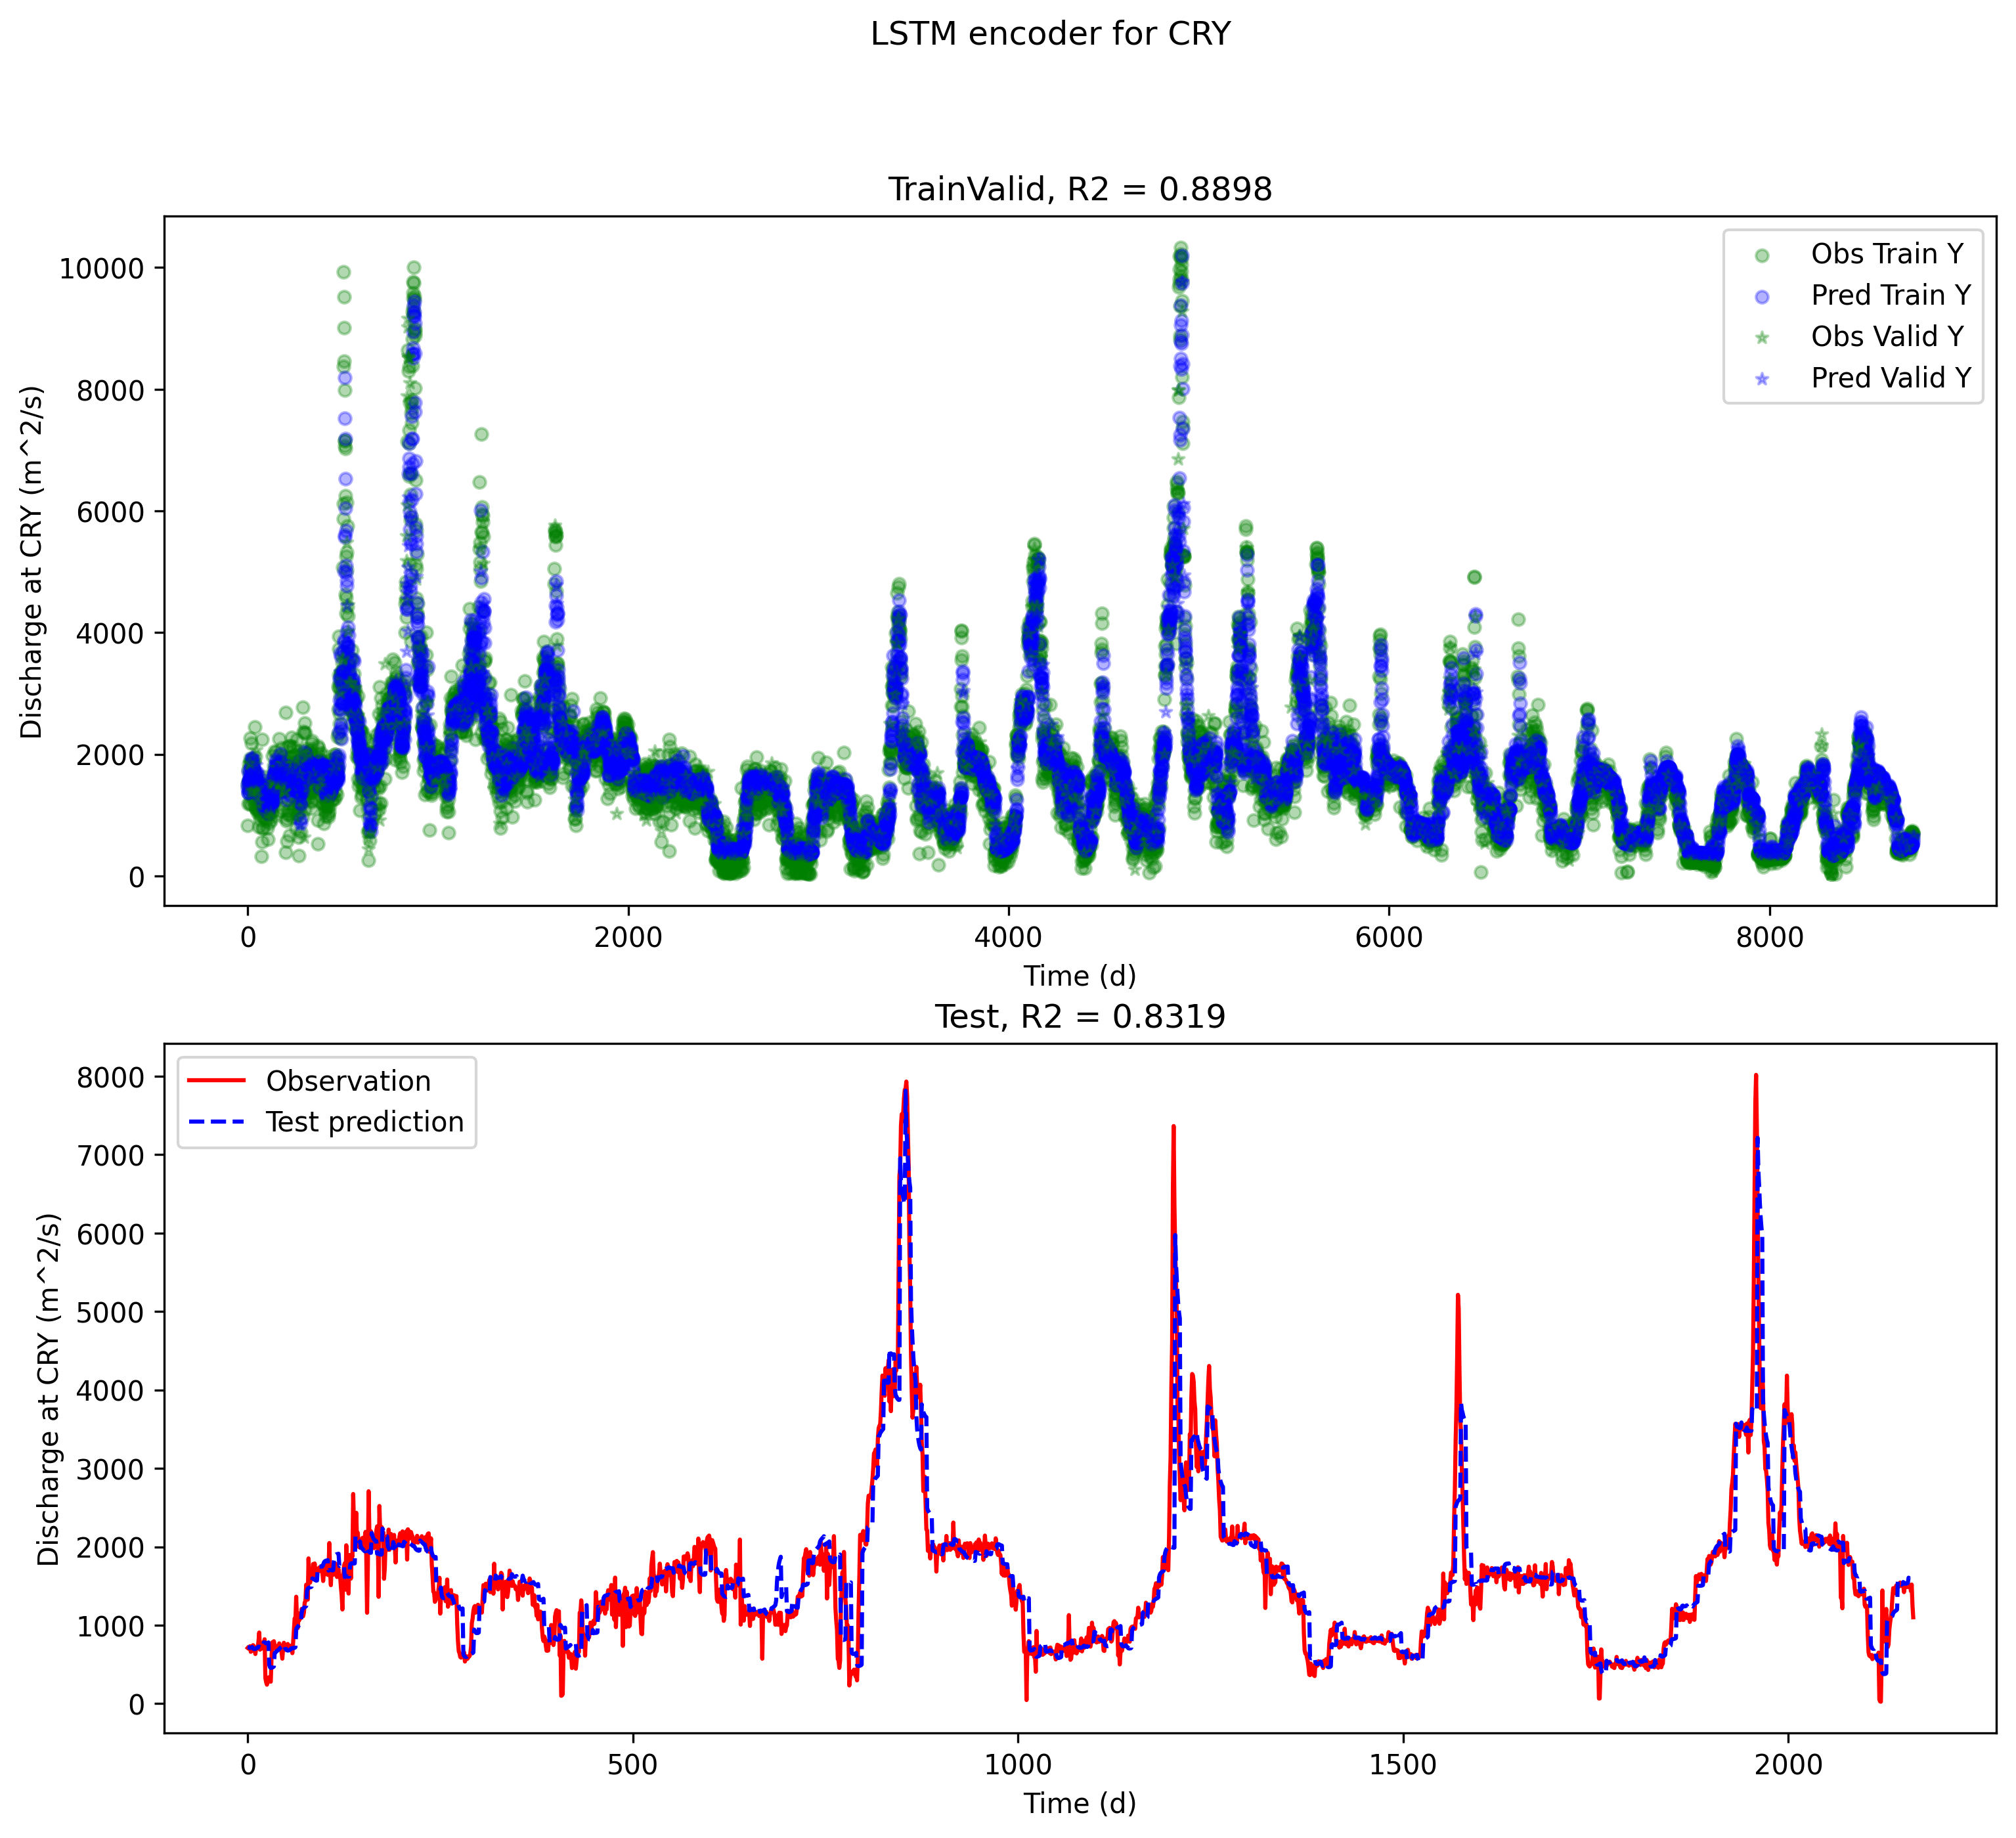 LSTM encoder for CRY
TrainValid, R2 = 0.8898
Discharge at CRY (m^2/s)
10000
8000
6000
4000
2000
0
Obs Train Y
Pred Train Y
Obs Valid Y
Pred Valid Y
0 2000 4000 6000 8000
Time (d)
Test, R2 = 0.8319
Discharge at CRY (m^2/s)
8000
7000
6000
5000
4000
3000
2000
1000
0
Observation
Test prediction
0 500 1000 1500 2000
Time (d)